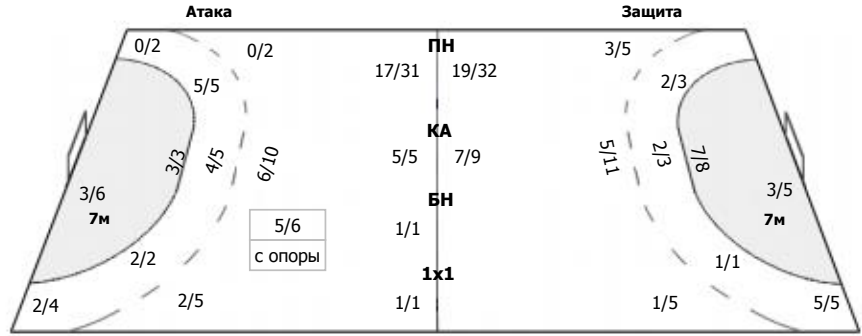 Атака Защита
0/2 0/2 ПН 3/5
17/31 19/32
5/5 2/3
КА
3/3 4/5 6/10 5/5 7/9 5/11 2/3 7/8
3/6 3/5
7м БН 7м
5/6 1/1
с опоры
2/2 1/1
1х1
2/4 2/5 1/1 1/5 5/5